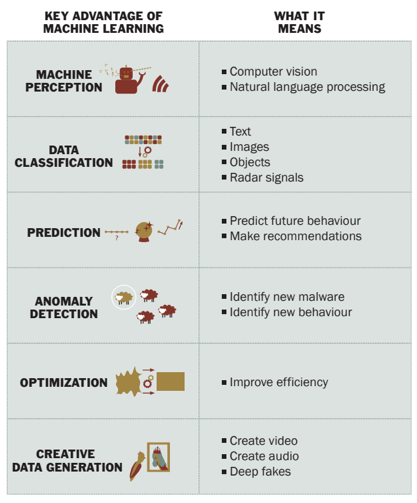 KEY ADVANTAGE OF
MACHINE LEARNING
WHAT IT
MEANS
MACHINE
PERCEPTION
▪ Computer vision
▪ Natural language processing
DATA
CLASSIFICATION
▪ Text
▪ Images
▪ Objects
▪ Radar signals
PREDICTION
?
▪ Predict future behaviour
▪ Make recommendations
ANOMALY
DETECTION
▪ Identify new malware
▪ Identify new behaviour
OPTIMIZATION
▪ Improve efficiency
CREATIVE
DATA GENERATION
▪ Create video
▪ Create audio
▪ Deep fakes